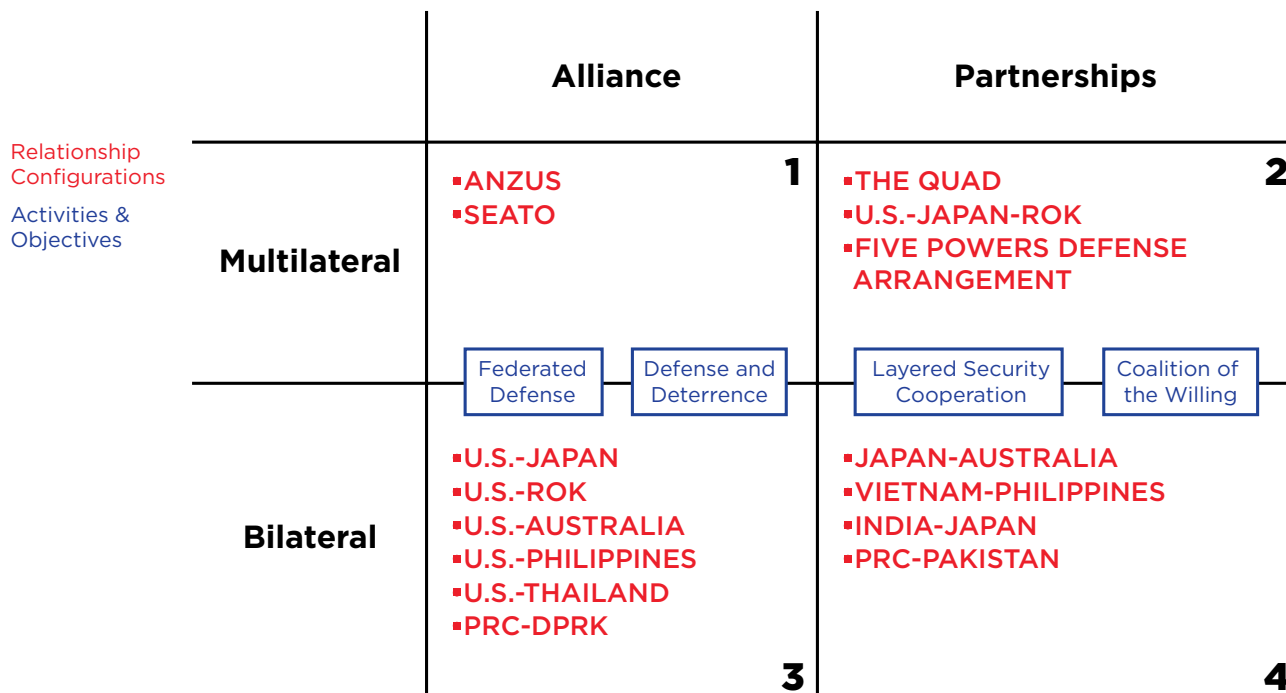 Alliance
Partnerships
Relationship
Configurations
Activities &
Objectives
Multilateral
1
▪ANZUS
▪SEATO
2
▪THE QUAD
▪U.S.-JAPAN-ROK
▪FIVE POWERS DEFENSE
ARRANGEMENT
Federated
Defense
Defense and
Deterrence
Layered Security
Cooperation
Coalition of
the Willing
Bilateral
▪U.S.-JAPAN
▪U.S.-ROK
▪U.S.-AUSTRALIA
▪U.S.-PHILIPPINES
▪U.S.-THAILAND
▪PRC-DPRK
3
▪JAPAN-AUSTRALIA
▪VIETNAM-PHILIPPINES
▪INDIA-JAPAN
▪PRC-PAKISTAN
4